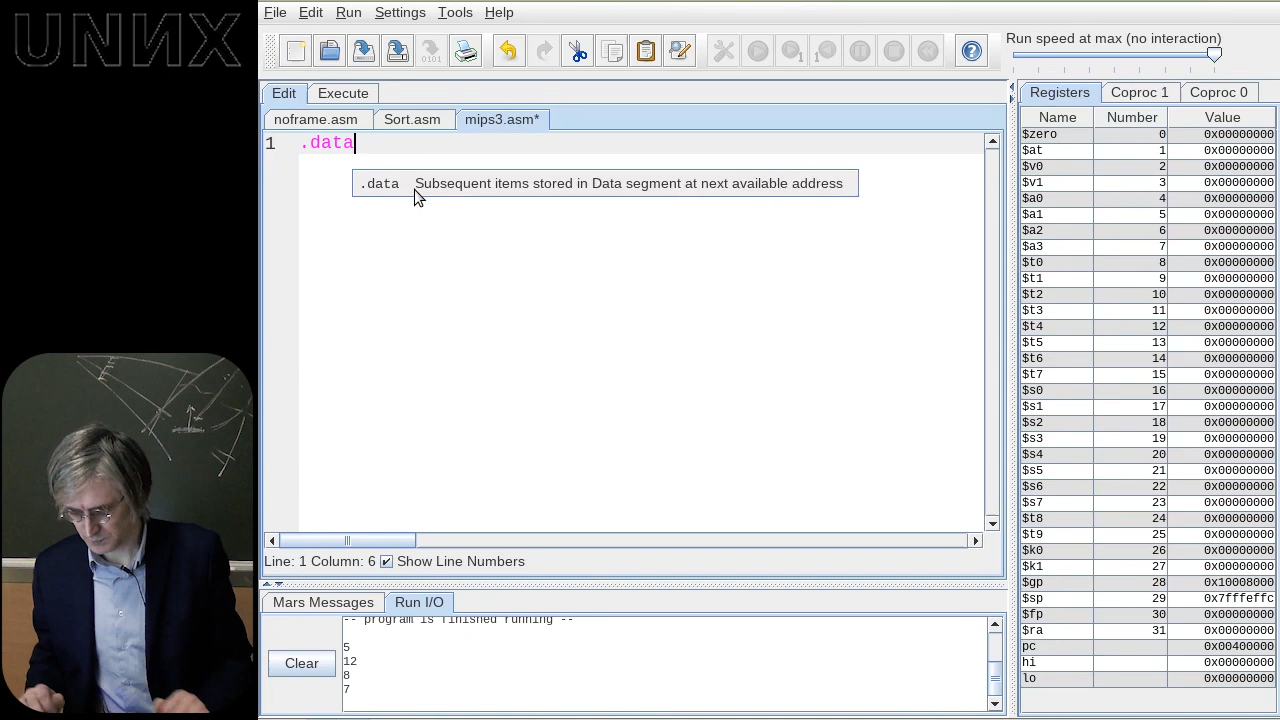 UNИX
File Edit Run Settings Tools Help
Run speed at max (no interaction)
Edit Execute
noframe.asm Sort.asm mips3.asm*
1 .data
.data Subsequent items stored in Data segment at next available address
Line: 1 Column: 6 Show Line Numbers
Mars Messages Run I/O
Clear
-- program is finished running --
5
12
8
7
Registers Coproc 1 Coproc 0
Name Number Value
$zero 0 0x00000000
$at 1 0x00000000
$v0 2 0x00000000
$v1 3 0x00000000
$a0 4 0x00000000
$a1 5 0x00000000
$a2 6 0x00000000
$a3 7 0x00000000
$t0 8 0x00000000
$t1 9 0x00000000
$t2 10 0x00000000
$t3 11 0x00000000
$t4 12 0x00000000
$t5 13 0x00000000
$t6 14 0x00000000
$t7 15 0x00000000
$s0 16 0x00000000
$s1 17 0x00000000
$s2 18 0x00000000
$s3 19 0x00000000
$s4 20 0x00000000
$s5 21 0x00000000
$s6 22 0x00000000
$s7 23 0x00000000
$t8 24 0x00000000
$t9 25 0x00000000
$k0 26 0x00000000
$k1 27 0x00000000
$gp 28 0x10008000
$sp 29 0x7fffeffc
$fp 30 0x00000000
$ra 31 0x00000000
pc 0x00400000
hi 0x00000000
lo 0x00000000